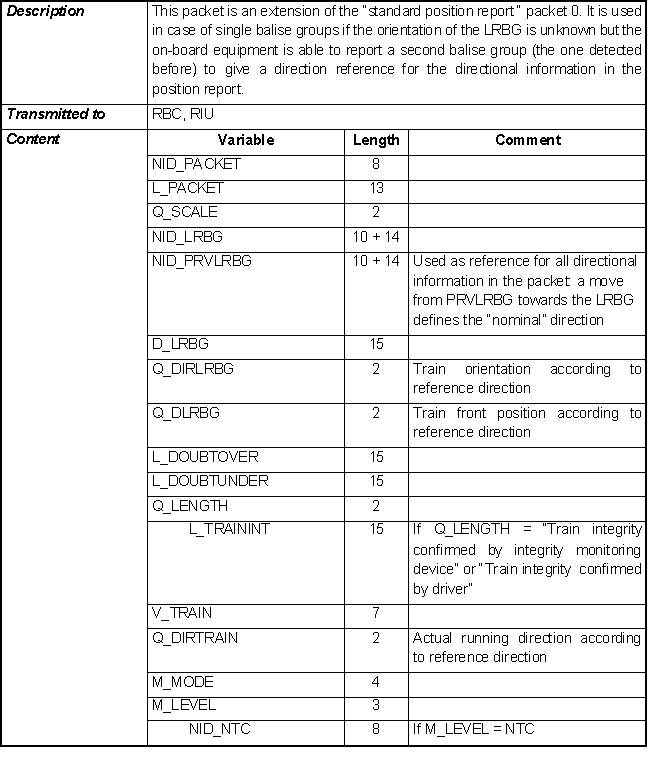 Description This packet is an extension of the "standard position report" packet 0. It is used
in case of single balise groups if the orientation of the LRBG is unknown but the
on-board equipment is able to report a second balise group (the one detected
before) to give a direction reference for the directional information in the
position report.
Transmitted to RBC, RIU
Content Variable Length Comment
NID_PACKET 8
L_PACKET 13
Q_SCALE 2
NID_LRBG 10 + 14
NID_PRVLRBG 10 + 14 Used as reference for all directional
information in the packet: a move
from PRVLRBG towards the LRBG
defines the "nominal" direction
D_LRBG 15
Q_DIRLRBG 2 Train orientation according to
reference direction
Q_DLRBG 2 Train front position according to
reference direction
L_DOUBTOVER 15
L_DOUBTUNDER 15
Q_LENGTH 2
L_TRAININT 15 If Q_LENGTH = "Train integrity
confirmed by integrity monitoring
device" or "Train integrity confirmed
by driver"
V_TRAIN 7
Q_DIRTRAIN 2 Actual running direction according
to reference direction
M_MODE 4
M_LEVEL 3
NID_NTC 8 If M_LEVEL = NTC